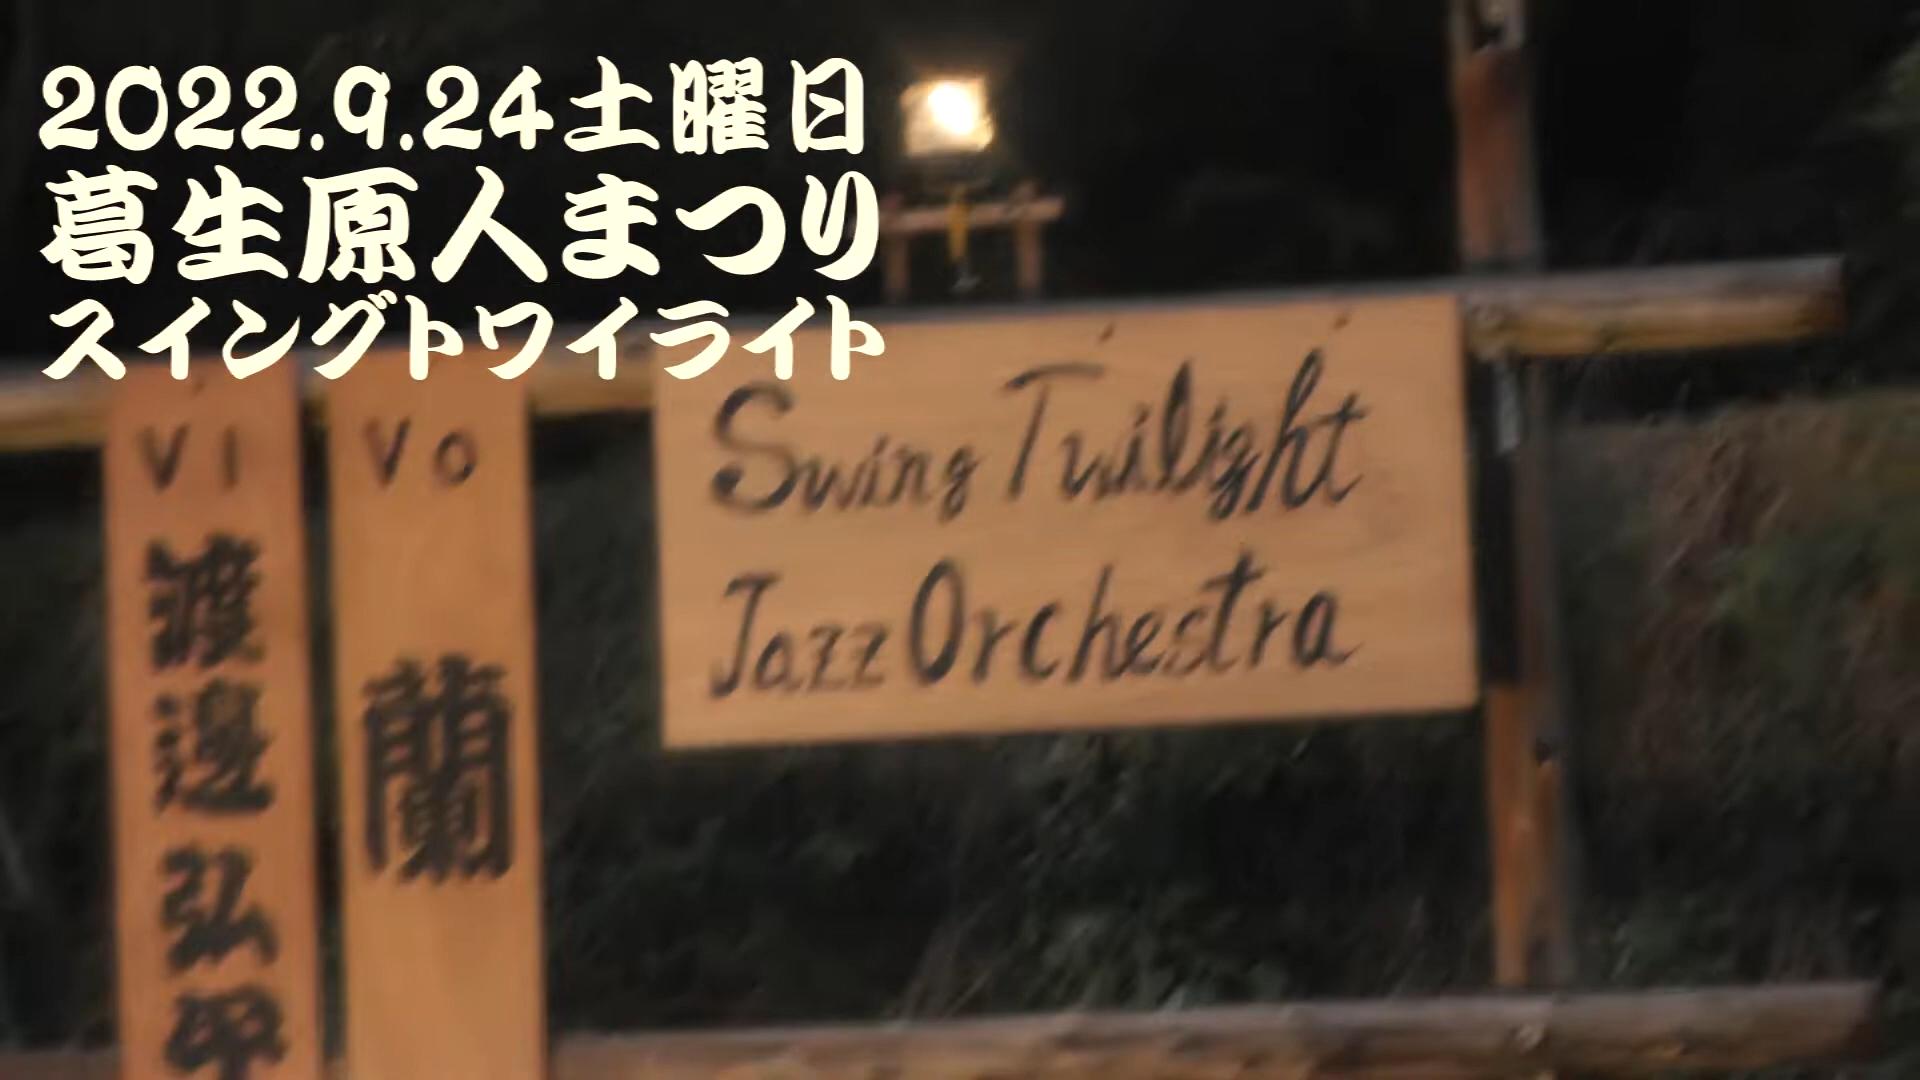 2022.9.24土曜日
葛生原人まつり
スイングトワイライト
Swing Twilight
Jazz Orchestra
VI
渡邊弘
VO
蘭